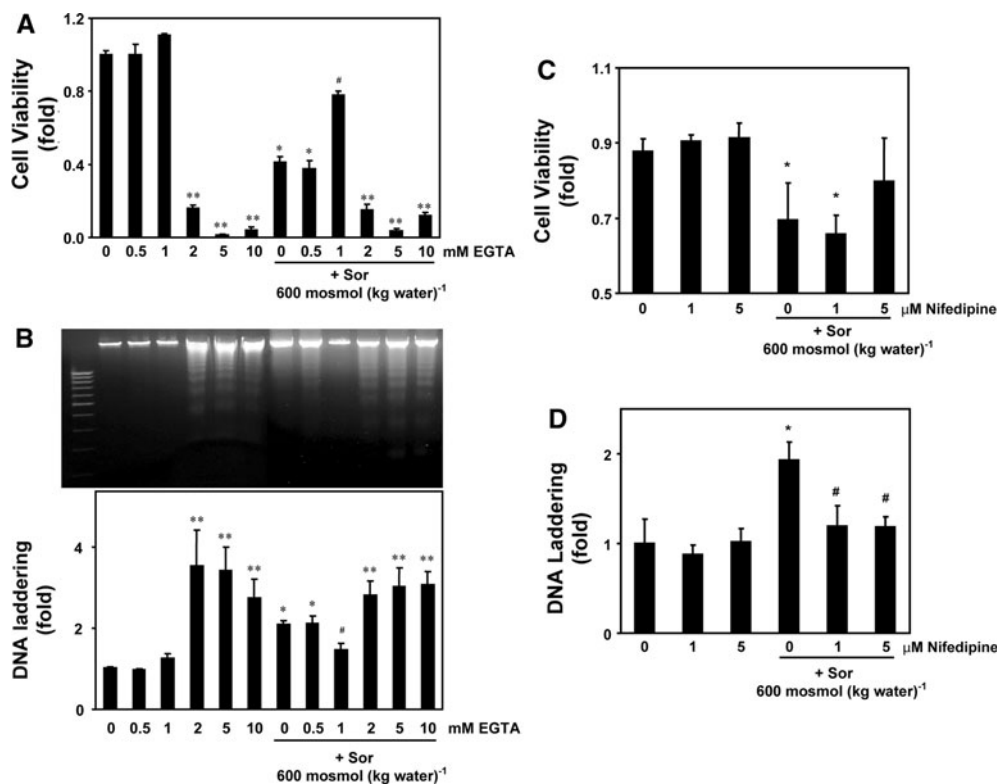 A
Cell Viability
(fold)
1.2
0.8
0.4
0.0
* * # ** ** ** ** ** **
0 0.5 1 2 5 10 0 0.5 1 2 5 10 mM EGTA
+ Sor
600 mosmol (kg water)-1
B
DNA laddering
(fold)
4
2
0
** ** ** * * # ** ** **
0 0.5 1 2 5 10 0 0.5 1 2 5 10 mM EGTA
+ Sor
600 mosmol (kg water)-1
C
Cell Viability
(fold)
1.1
0.9
0.7
0.5
* *
0 1 5 0 1 5 μM Nifedipine
+ Sor
600 mosmol (kg water)-1
D
DNA Laddering
(fold)
2
1
0
* # #
0 1 5 0 1 5 μM Nifedipine
+ Sor
600 mosmol (kg water)-1